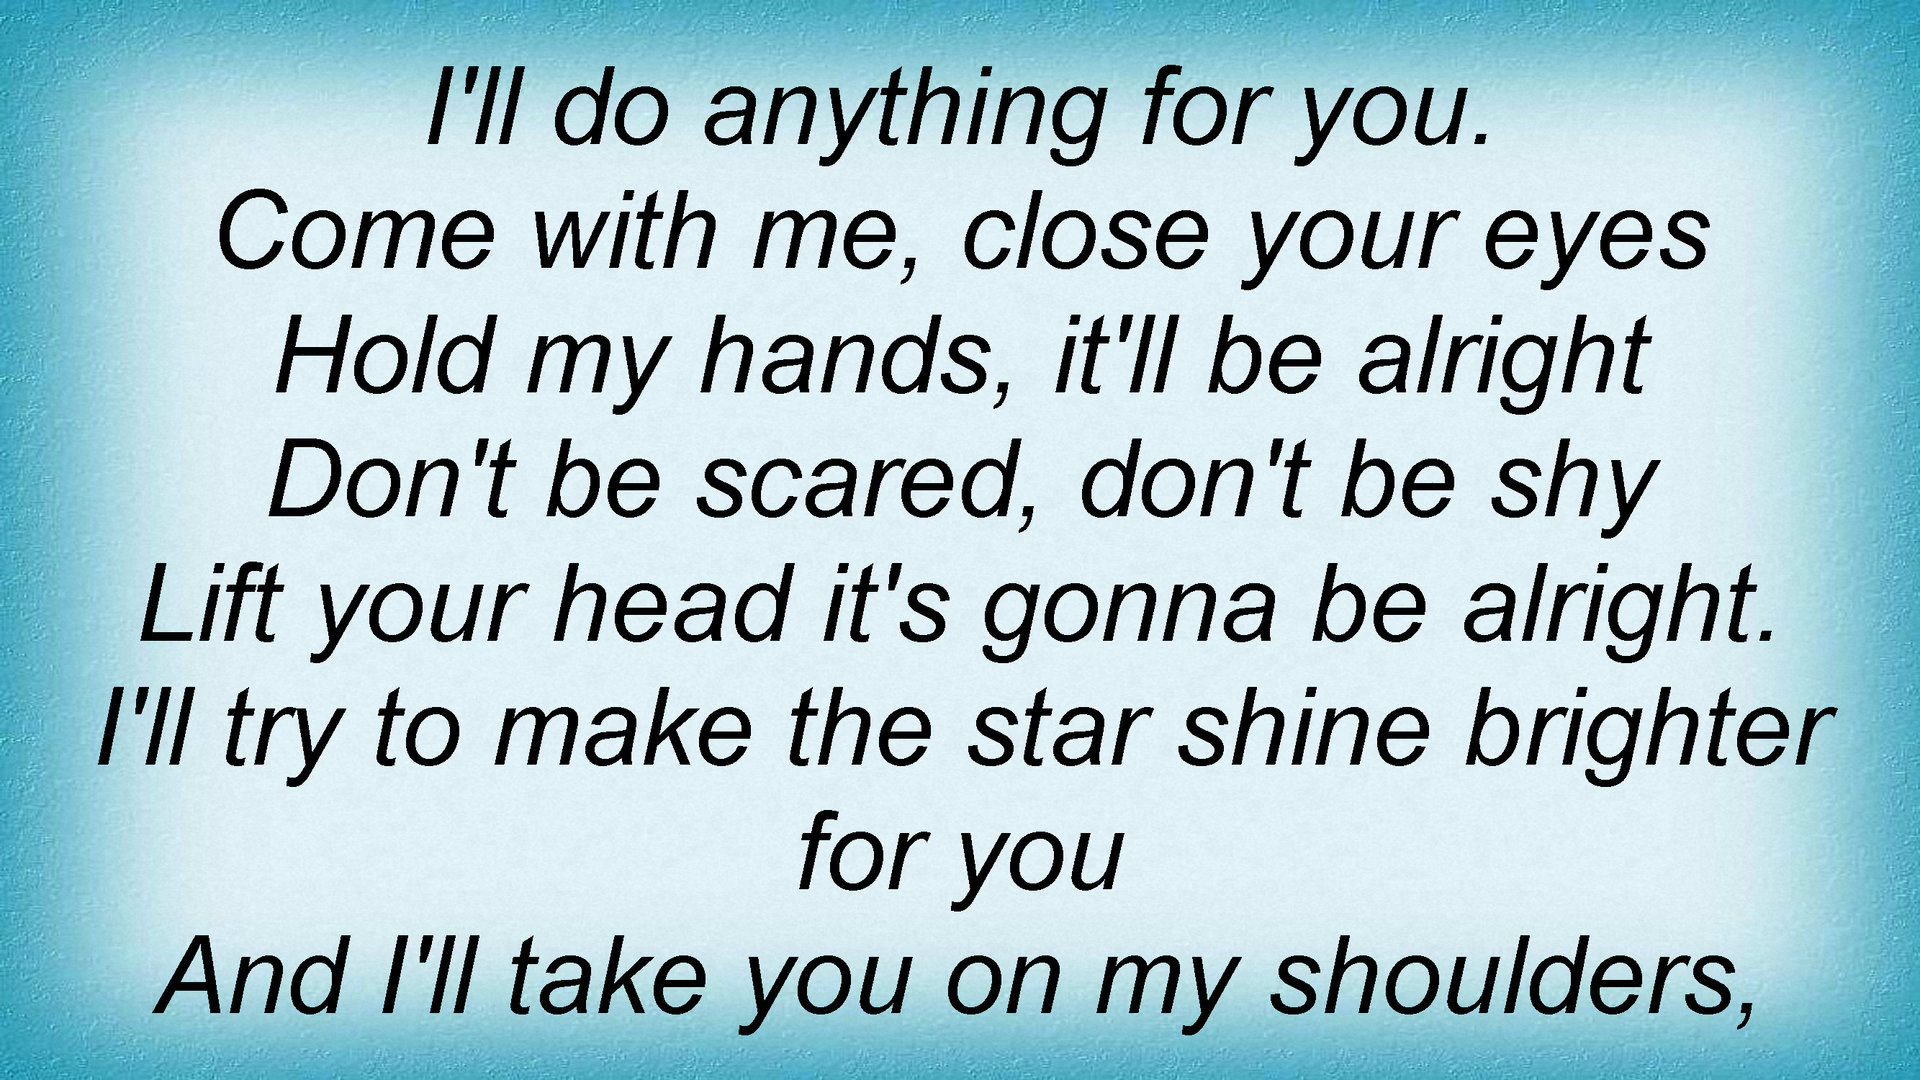 I'll do anything for you.
Come with me, close your eyes
Hold my hands, it'll be alright
Don't be scared, don't be shy
Lift your head it's gonna be alright.
I'll try to make the star shine brighter
for you
And I'll take you on my shoulders,